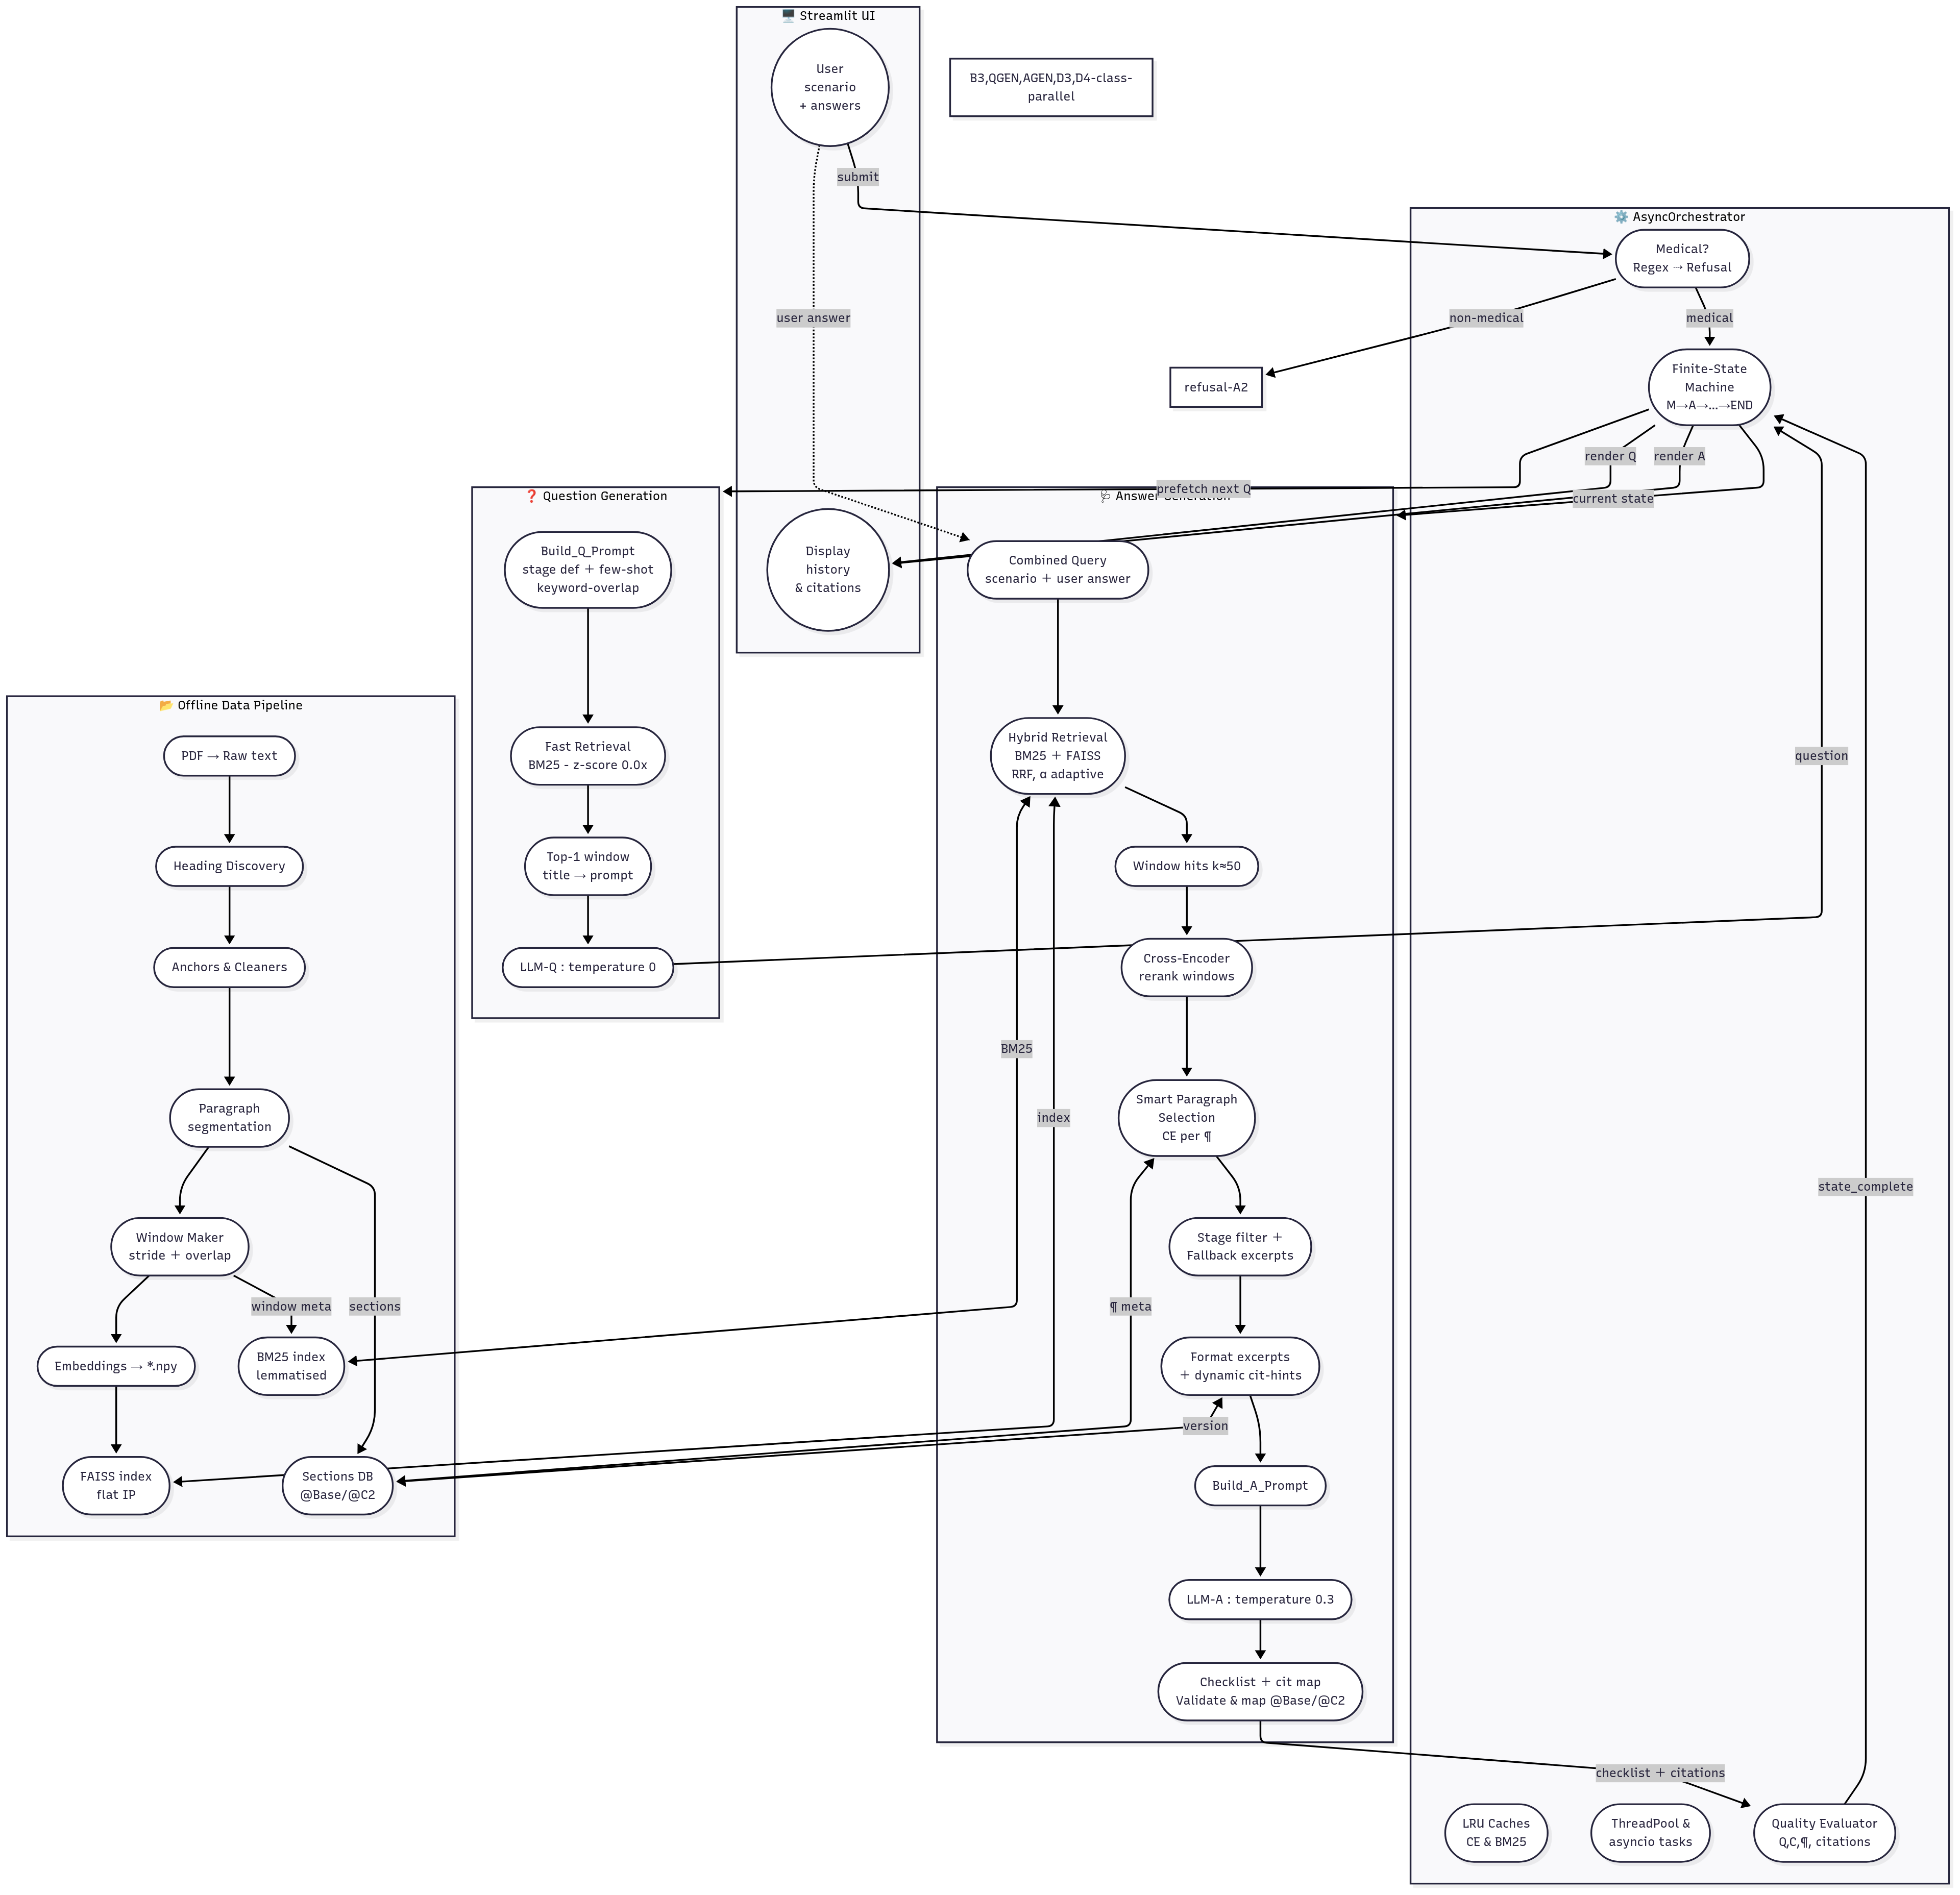 🖥️ Streamlit UI
User
scenario
+ answers
B3,QGEN,AGEN,D3,D4-class-
parallel
submit
⚙️ AsyncOrchestrator
Medical?
Regex → Refusal
user answer
non-medical
medical
refusal-A2
Finite-State
Machine
M→A→...→END
render Q
render A
prefetch next Q
current state
❓ Question Generation
Answer Generation
Build_Q_Prompt
stage def + few-shot
keyword-overlap
Display
history
& citations
Combined Query
scenario + user answer
📂 Offline Data Pipeline
PDF → Raw text
Fast Retrieval
BM25 - z-score 0.0x
Hybrid Retrieval
BM25 + FAISS
RRF, α adaptive
question
Heading Discovery
Top-1 window
title → prompt
Window hits k≈50
Anchors & Cleaners
LLM-Q : temperature 0
Cross-Encoder
rerank windows
BM25
Paragraph
segmentation
index
Smart Paragraph
Selection
CE per ¶
state_complete
Window Maker
stride + overlap
Stage filter +
Fallback excerpts
window meta
sections
¶ meta
Embeddings → *.npy
BM25 index
lemmatised
Format excerpts
+ dynamic cit-hints
version
FAISS index
flat IP
Sections DB
@Base/@C2
Build_A_Prompt
LLM-A : temperature 0.3
Checklist + cit map
Validate & map @Base/@C2
checklist + citations
LRU Caches
CE & BM25
ThreadPool &
asyncio tasks
Quality Evaluator
Q,C,¶, citations